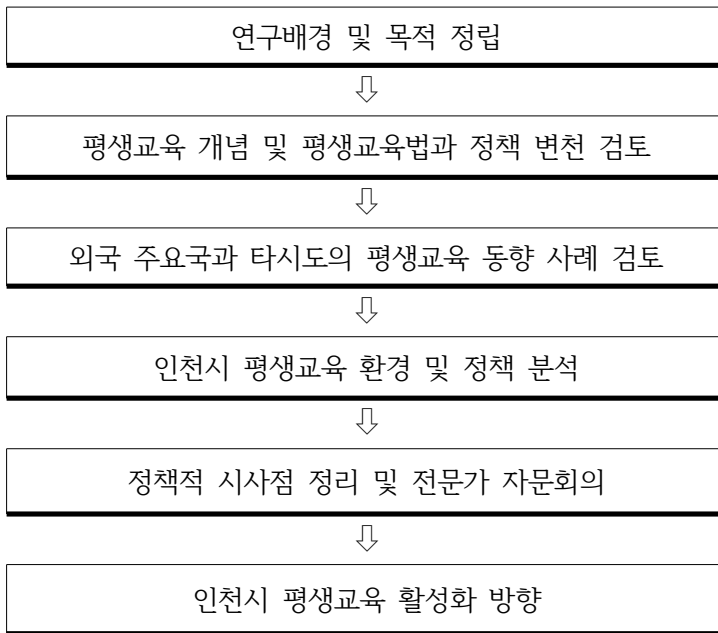 연구배경 및 목적 정립
평생교육 개념 및 평생교육법과 정책 변천 검토
외국 주요국과 타시도의 평생교육 동향 사례 검토
인천시 평생교육 환경 및 정책 분석
정책적 시사점 정리 및 전문가 자문회의
인천시 평생교육 활성화 방향